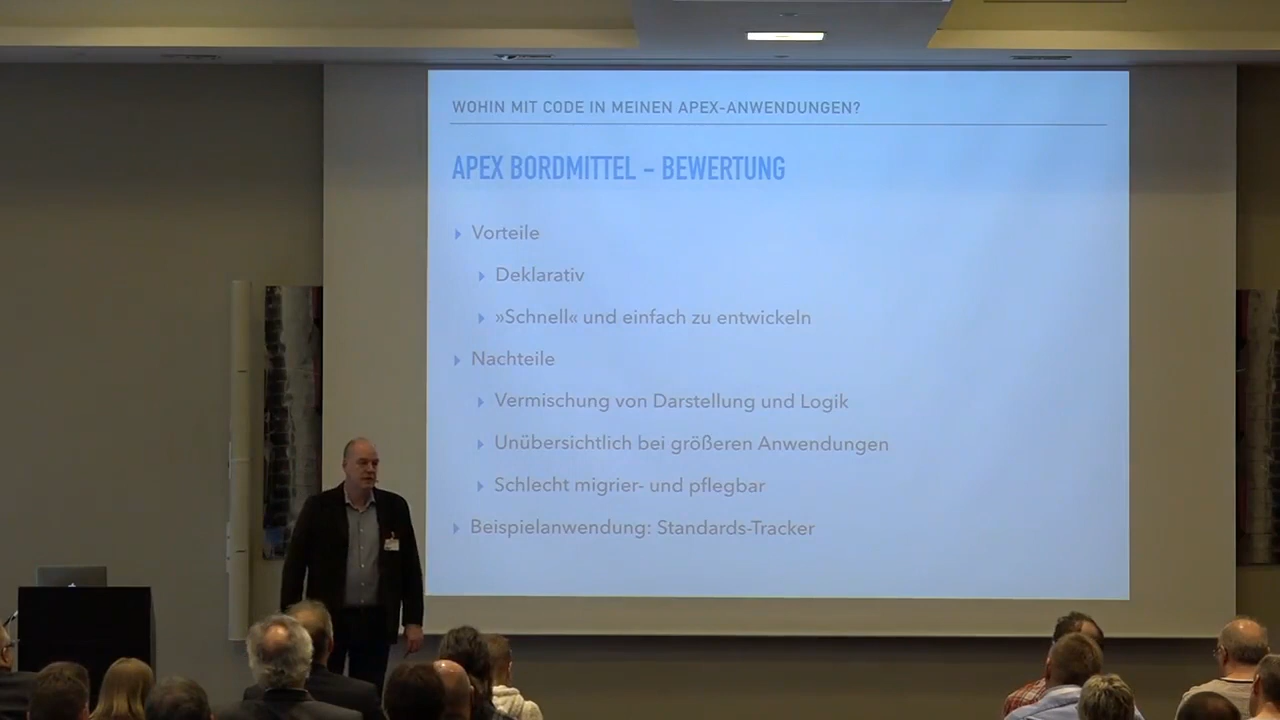 WOHIN MIT CODE IN MEINEN APEX-ANWENDUNGEN?
APEX BORDMITTEL – BEWERTUNG
Vorteile
Deklarativ
»Schnell« und einfach zu entwickeln
Nachteile
Vermischung von Darstellung und Logik
Unübersichtlich bei größeren Anwendungen
Schlecht migrier- und pflegbar
Beispielanwendung: Standards-Tracker